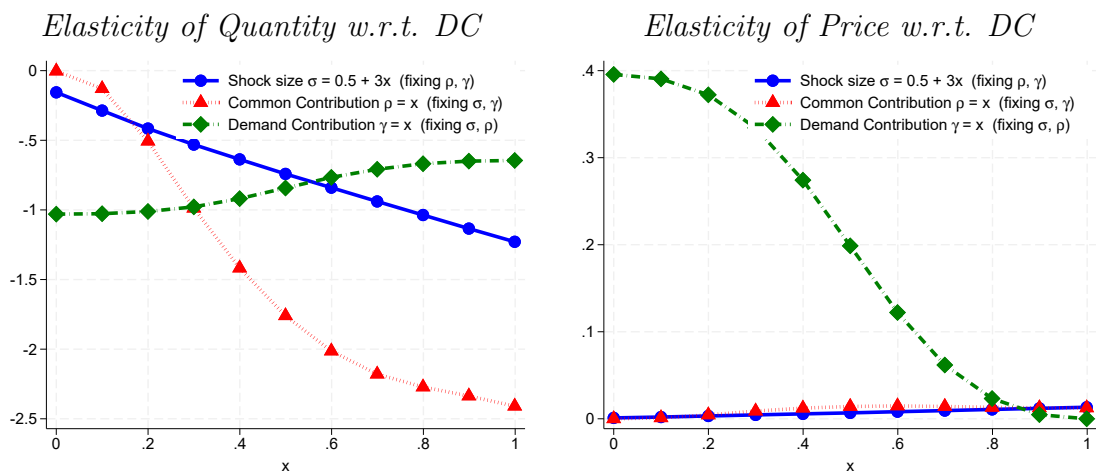 Elasticity of Quantity w.r.t. DC
Shock size σ = 0.5 + 3x (fixing ρ, γ)
Common Contribution ρ = x (fixing σ, γ)
Demand Contribution γ = x (fixing σ, ρ)
0
-.5
-1
-1.5
-2
-2.5
0 .2 .4 .6 .8 1
x
Elasticity of Price w.r.t. DC
Shock size σ = 0.5 + 3x (fixing ρ, γ)
Common Contribution ρ = x (fixing σ, γ)
Demand Contribution γ = x (fixing σ, ρ)
.4
.3
.2
.1
0
0 .2 .4 .6 .8 1
x